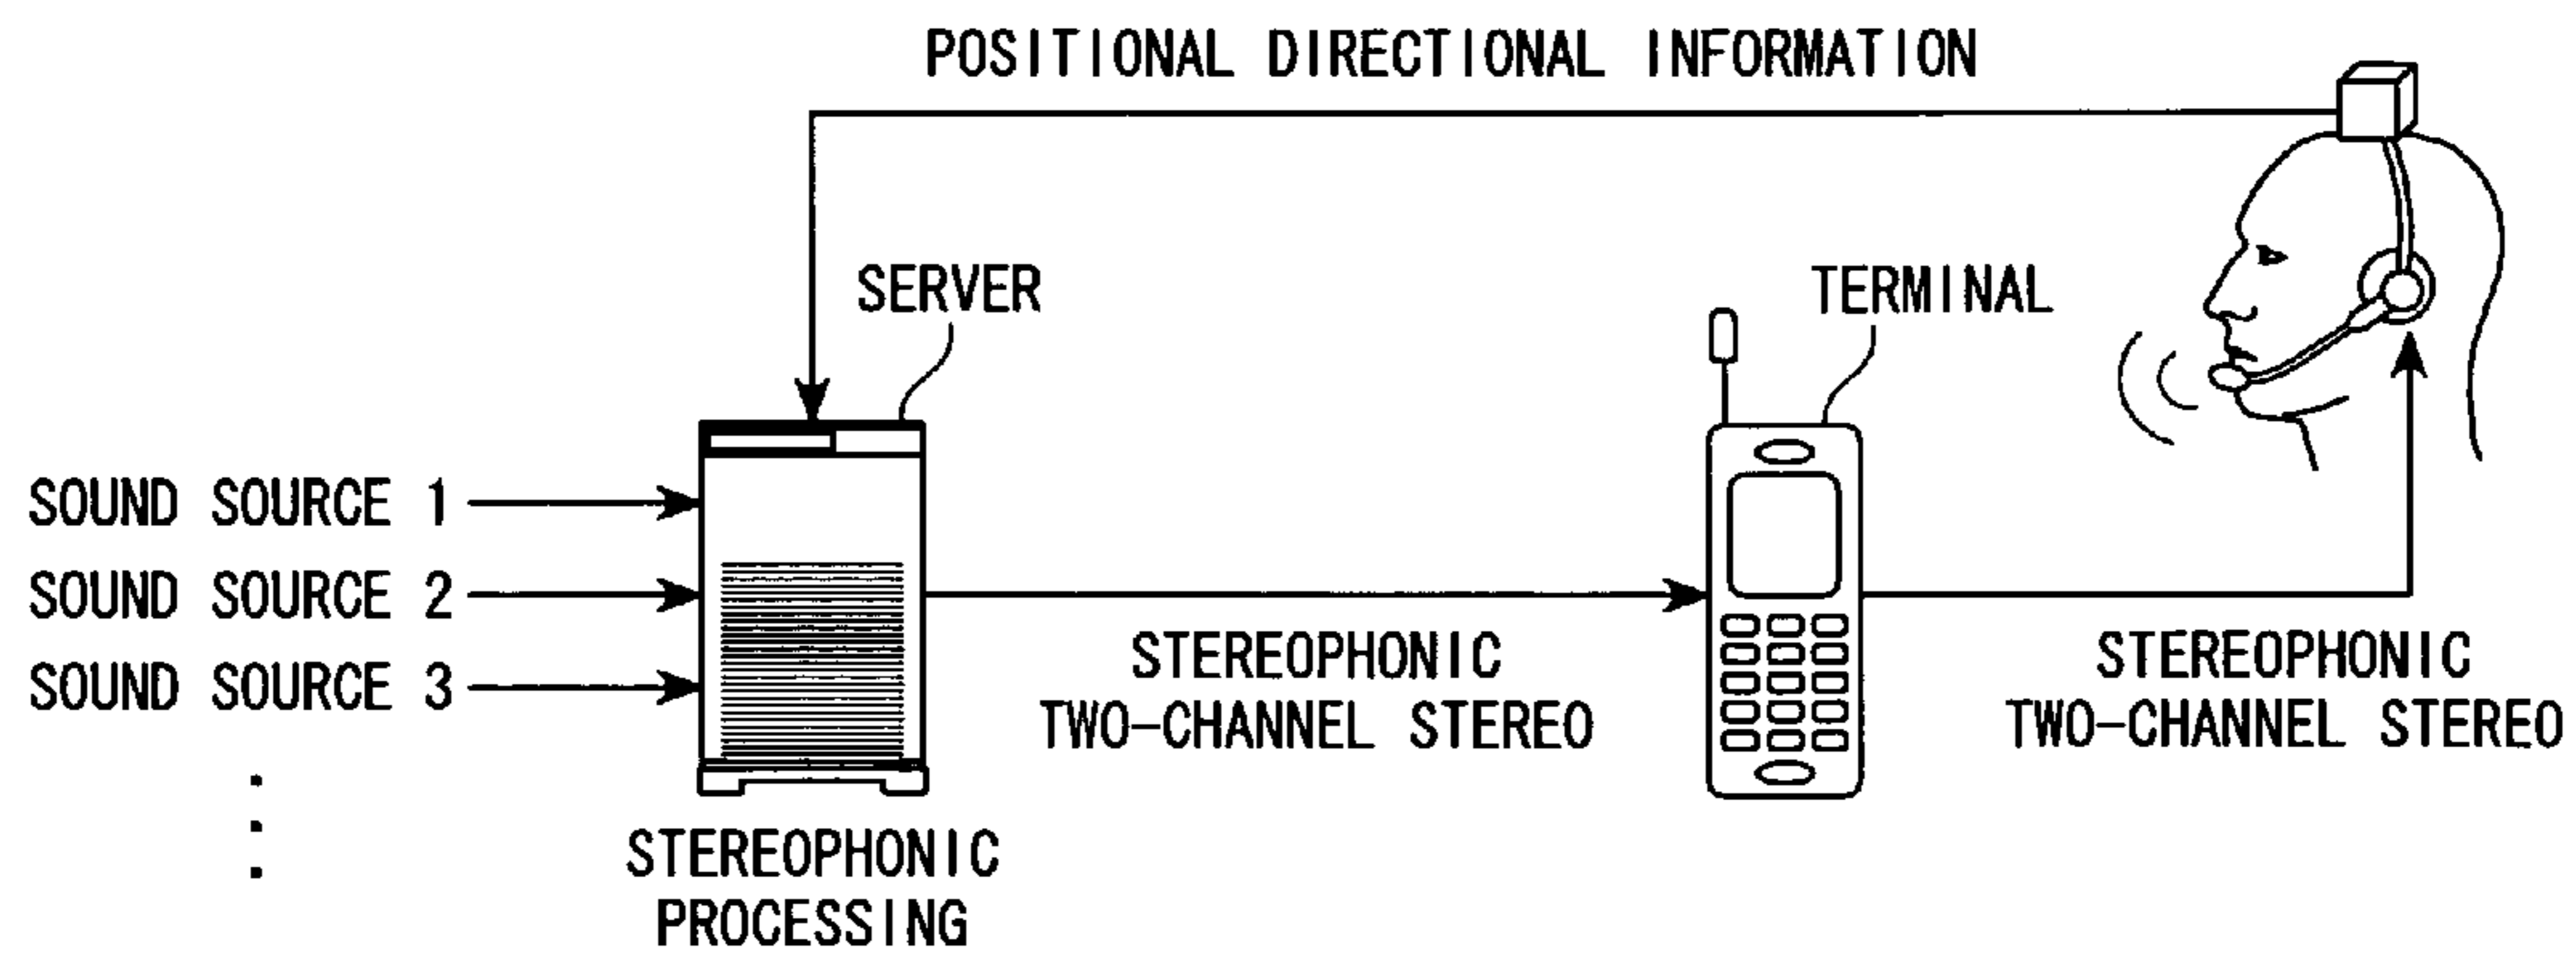 POSITIONAL DIRECTIONAL INFORMATION
SERVER
TERMINAL
SOUND SOURCE 1
SOUND SOURCE 2
SOUND SOURCE 3
STEREOPHONIC
TWO-CHANNEL STEREO
STEREOPHONIC
TWO-CHANNEL STEREO
STEREOPHONIC
PROCESSING